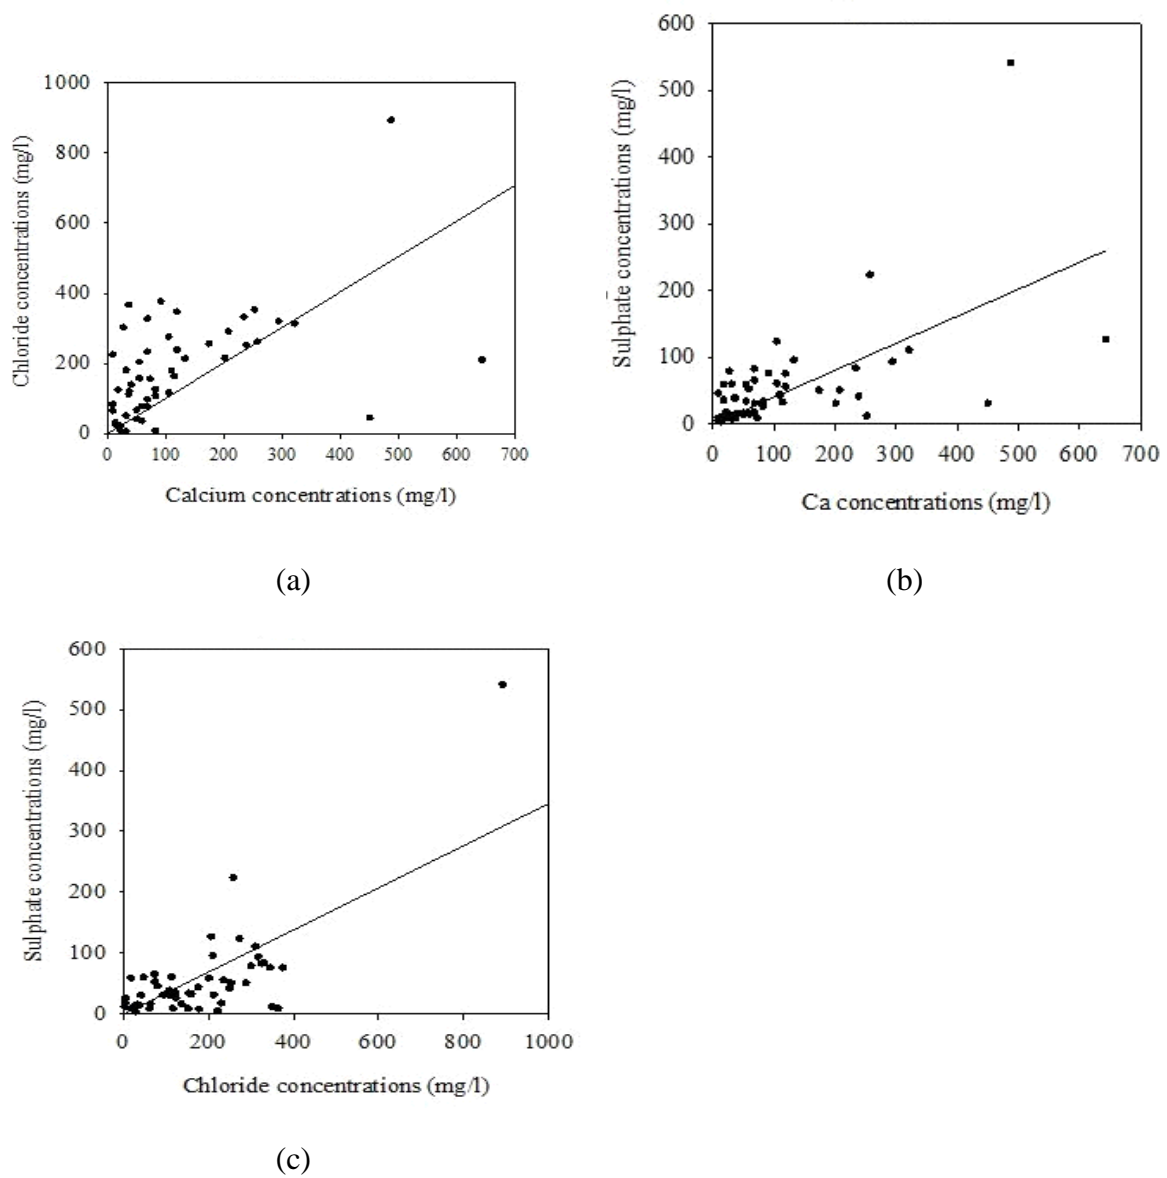 1000
800
600
400
200
0
Chloride concentrations (mg/l)
0 100 200 300 400 500 600 700
Calcium concentrations (mg/l)
(a)
600
500
400
300
200
100
0
Sulphate concentrations (mg/l)
0 100 200 300 400 500 600 700
Ca concentrations (mg/l)
(b)
600
500
400
300
200
100
0
Sulphate concentrations (mg/l)
0 200 400 600 800 1000
Chloride concentrations (mg/l)
(c)